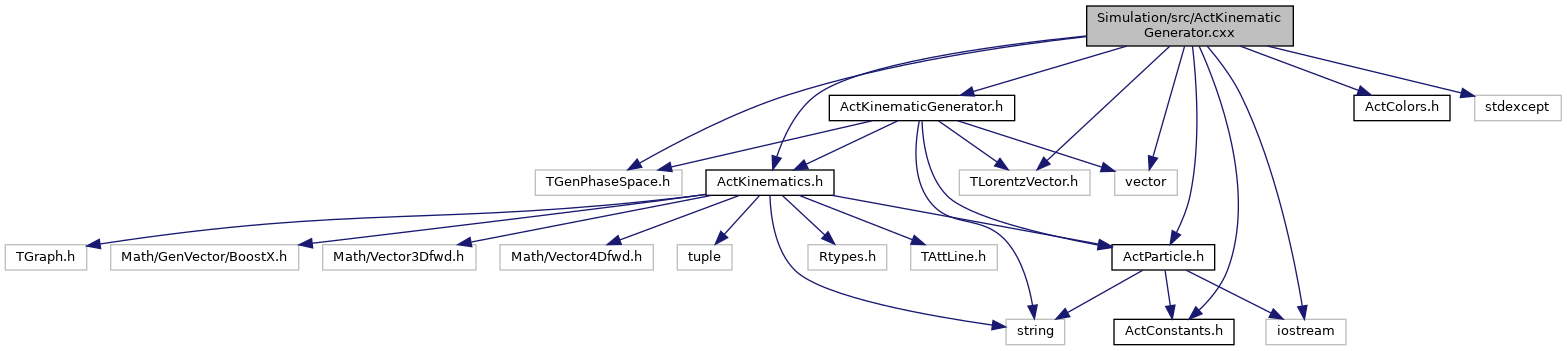 Simulation/src/ActKinematic
Generator.cxx
ActKinematicGenerator.h
ActColors.h
stdexcept
TGenPhaseSpace.h
ActKinematics.h
TLorentzVector.h
vector
TGraph.h
Math/GenVector/BoostX.h
Math/Vector3Dfwd.h
Math/Vector4Dfwd.h
tuple
Rtypes.h
TAttLine.h
ActParticle.h
string
ActConstants.h
iostream